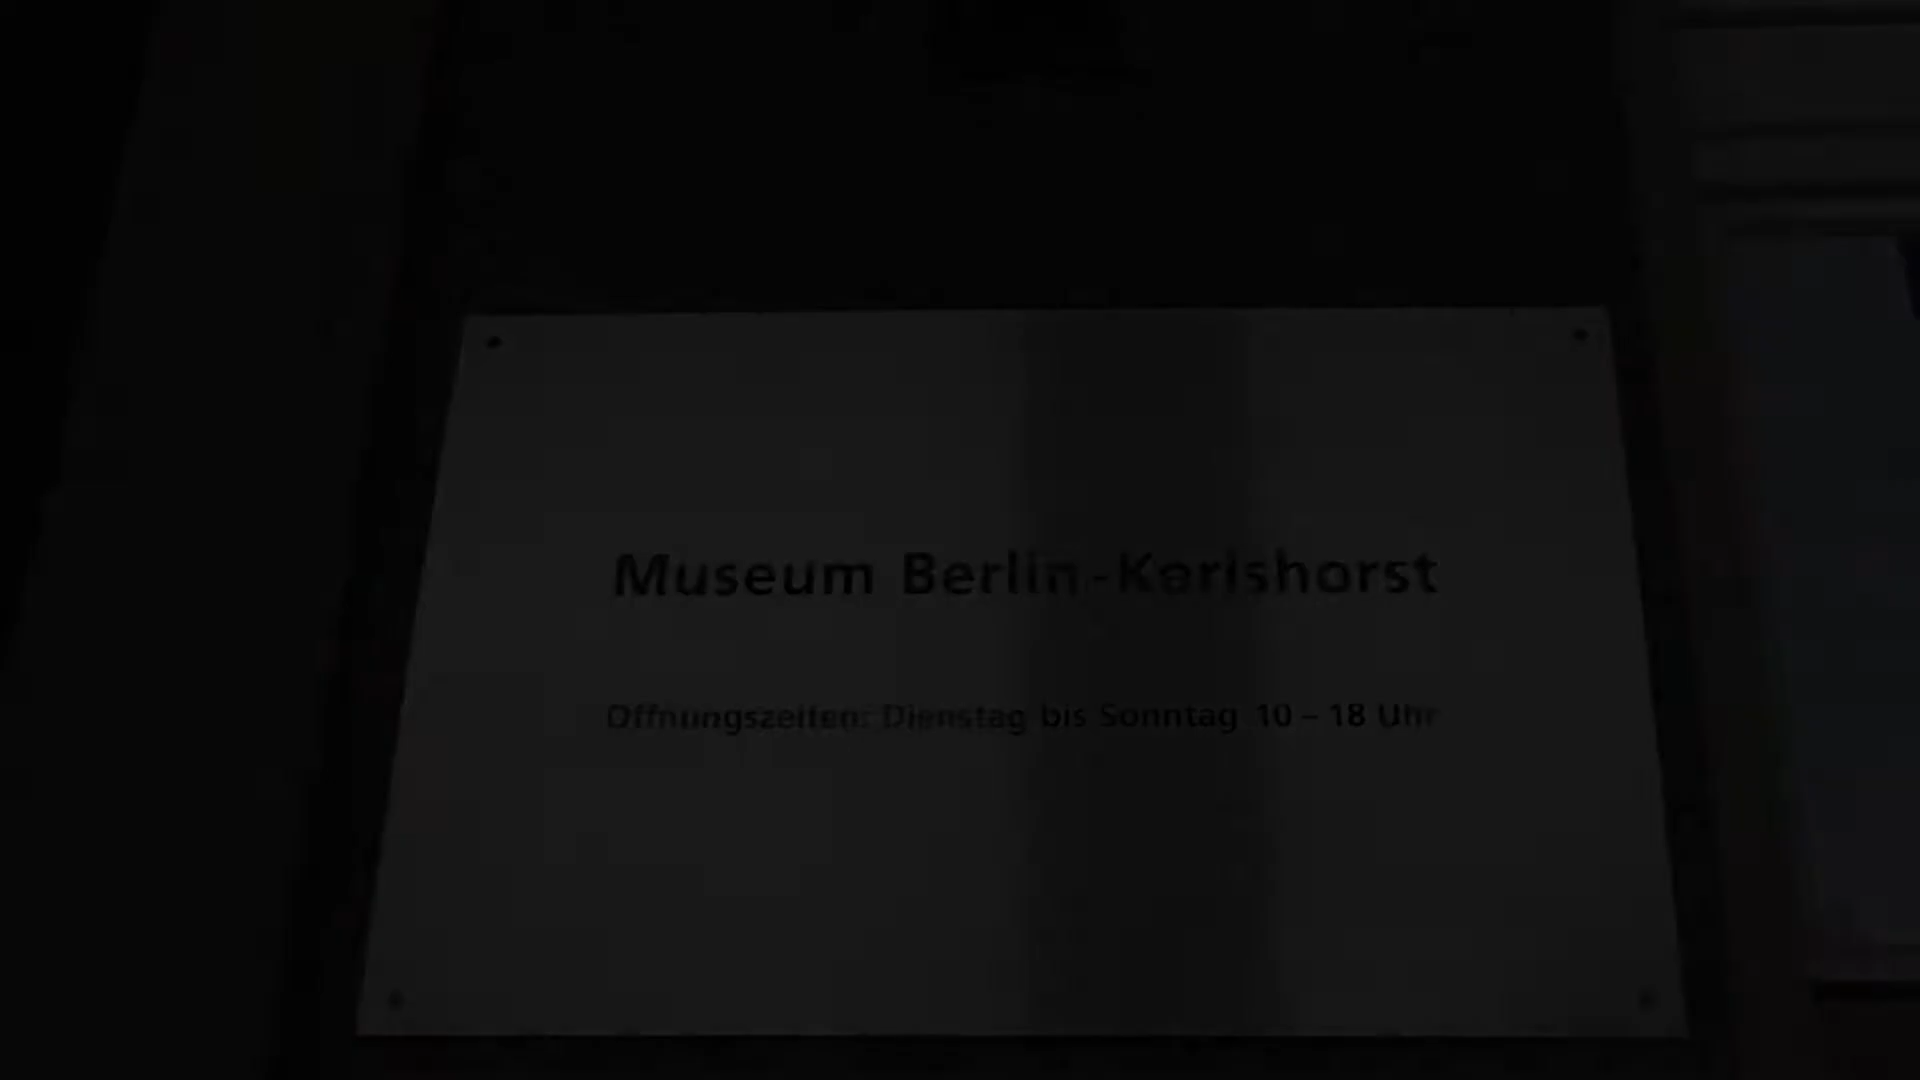 Museum Berlin-Karlshorst
Öffnungszeiten: Dienstag bis Sonntag 10 – 18 Uhr